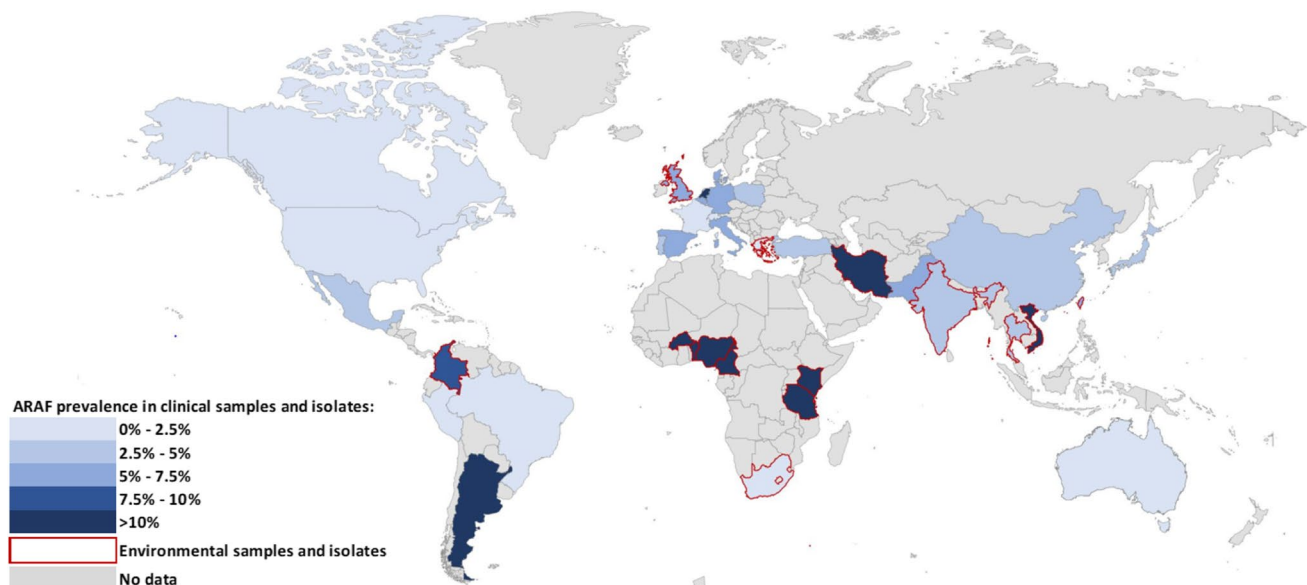 ARAF prevalence in clinical samples and isolates:
0% - 2.5%
2.5% - 5%
5% - 7.5%
7.5% - 10%
>10%
Environmental samples and isolates
No data